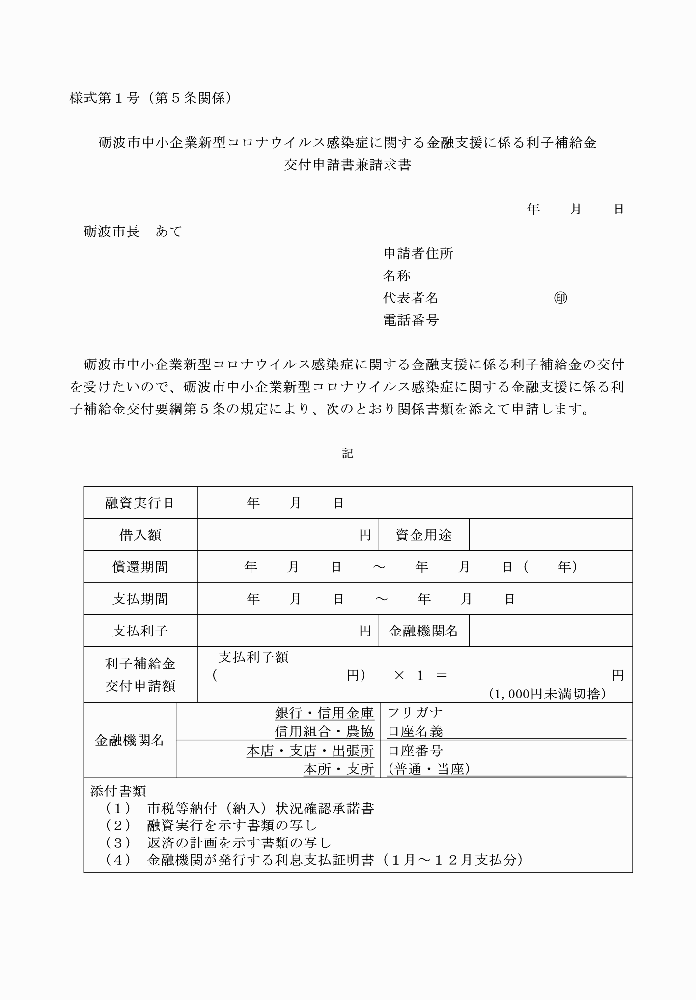 様式第１号（第５条関係）
砺波市中小企業新型コロナウイルス感染症に関する金融支援に係る利子補給金
交付申請書兼請求書
年　　月　　日
砺波市長　あて
申請者住所
名称
代表者名　　　　　　　　㊞
電話番号
砺波市中小企業新型コロナウイルス感染症に関する金融支援に係る利子補給金の交付
を受けたいので、砺波市中小企業新型コロナウイルス感染症に関する金融支援に係る利
子補給金交付要綱第５条の規定により、次のとおり関係書類を添えて申請します。
記
融資実行日　　年　　月　　日
借入額　　円　資金用途
償還期間　　年　　月　　日　　～　　年　　月　　日（　　年）
支払期間　　年　　月　　日　　～　　年　　月　　日
支払利子　　円　金融機関名
利子補給金
交付申請額
支払利子額
（　　　　　　　　　円）　×　１　＝　　　　　　　　　　　円
（1,000円未満切捨）
金融機関名
銀行・信用金庫
信用組合・農協
フリガナ
口座名義
本店・支店・出張所
本所・支所
口座番号
（普通・当座）
添付書類
（１）　市税等納付（納入）状況確認承諾書
（２）　融資実行を示す書類の写し
（３）　返済の計画を示す書類の写し
（４）　金融機関が発行する利息支払証明書（１月～１２月支払分）